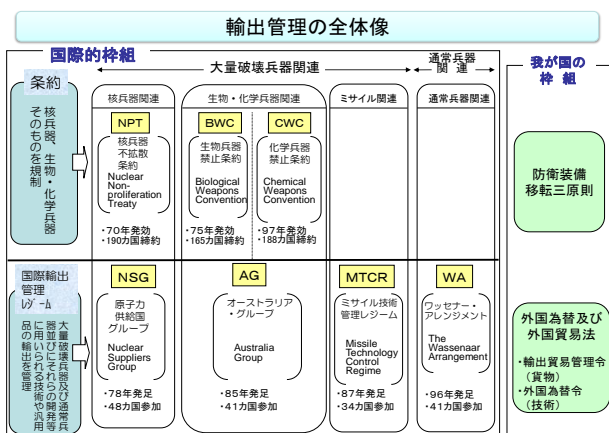 輸出管理の全体像
国際的枠組
大量破壊兵器関連
通常兵器
関連
我が国の
枠組
条約
核兵器、生物・化学兵器
そのものを規制
核兵器関連
NPT
核兵器
不拡散
条約
Nuclear
Non-
proliferation
Treaty
・70年発効
・190カ国締約
生物・化学兵器関連
BWC
生物兵器
禁止条約
Biological
Weapons
Convention
・75年発効
・165カ国締約
CWC
化学兵器
禁止条約
Chemical
Weapons
Convention
・97年発効
・188カ国締約
ミサイル関連
通常兵器関連
防衛装備
移転三原則
国際輸出
管理
ﾚｼﾞｰﾑ
大量破壊兵器及び通常兵
器並びにそれらの開発等
に用いられる技術や汎用
品の輸出を管理
NSG
原子力
供給国
グループ
Nuclear
Suppliers
Group
・78年発足
・48カ国参加
AG
オーストラリア
・グループ
Australia
Group
・85年発足
・41カ国参加
MTCR
ミサイル技術
管理レジーム
Missile
Technology
Control
Regime
・87年発足
・34カ国参加
WA
ワッセナー・
アレンジメント
The
Wassenaar
Arrangement
・96年発足
・41カ国参加
外国為替及び
外国貿易法
・輸出貿易管理令
（貨物）
・外国為替令
（技術）